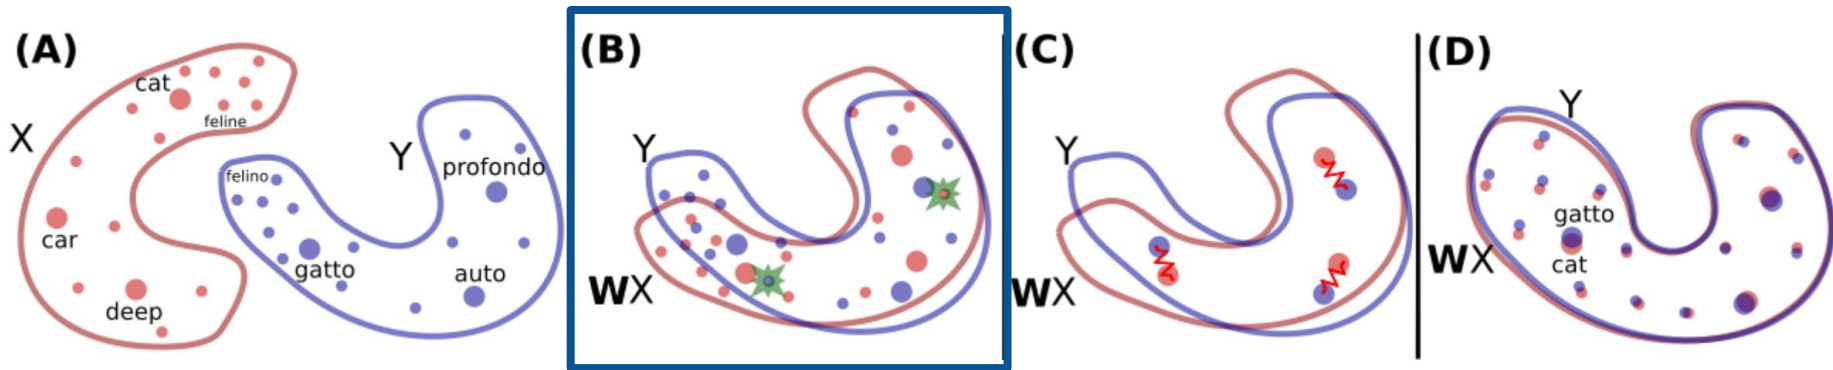 (A)
cat
feline
X
car
deep
Y
profondo
felino
gatto
auto
(B)
Y
WX
(C)
Y
WX
(D)
Y
gatto
cat
WX